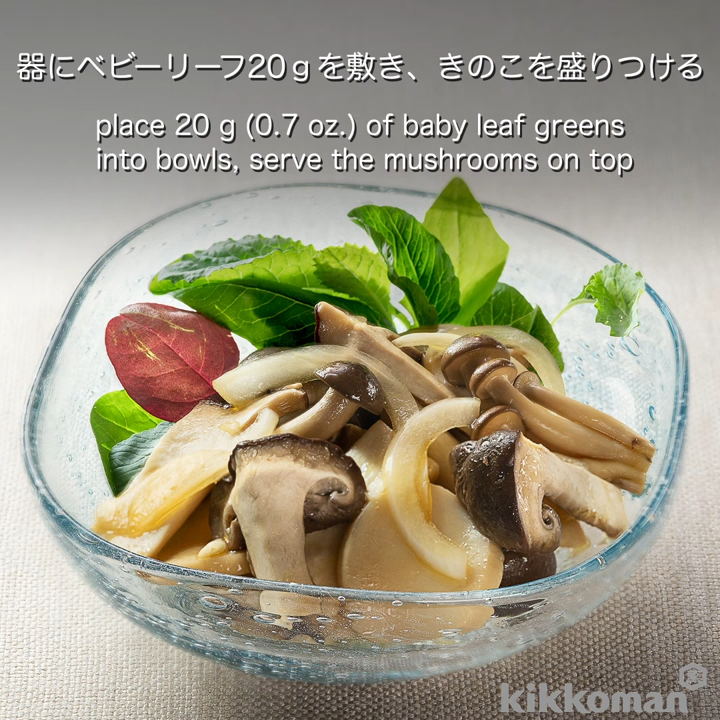 器にベビーリーフ20gを敷き、きのこを盛りつける
place 20 g (0.7 oz.) of baby leaf greens
into bowls, serve the mushrooms on top
kikkoman